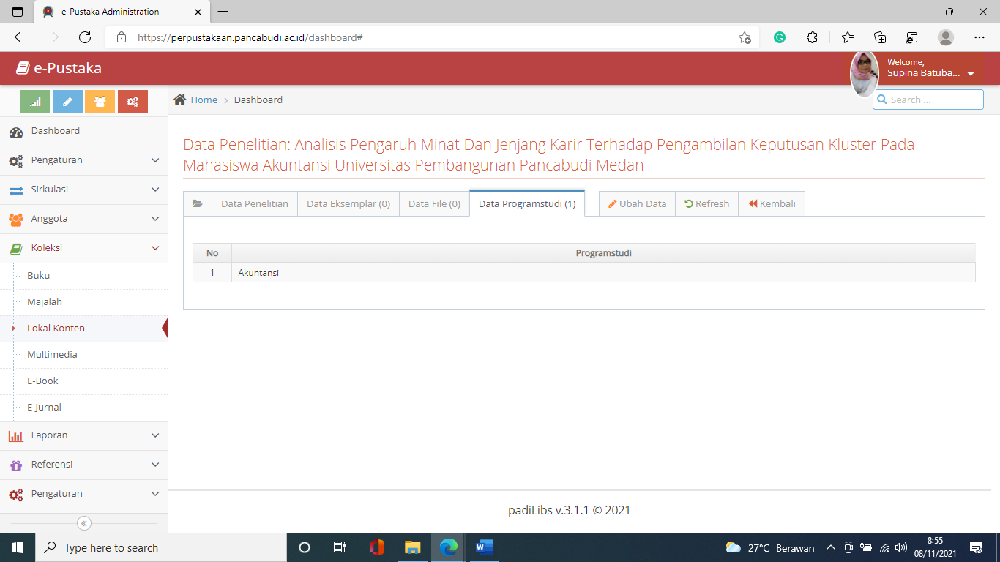 e-Pustaka Administration
https://perpustakaan.pancabudi.ac.id/dashboard#
e-Pustaka
Welcome,
Supina Batuba...
Home
Dashboard
Search ...
Dashboard
Pengaturan
Sirkulasi
Anggota
Koleksi
Buku
Majalah
Lokal Konten
Multimedia
E-Book
E-Jurnal
Laporan
Referensi
Pengaturan
Data Penelitian: Analisis Pengaruh Minat Dan Jenjang Karir Terhadap Pengambilan Keputusan Kluster Pada
Mahasiswa Akuntansi Universitas Pembangunan Pancabudi Medan
Data Penelitian
Data Eksemplar (0)
Data File (0)
Data Programstudi (1)
Ubah Data
Refresh
Kembali
No Programstudi
1 Akuntansi
padiLibs v.3.1.1 © 2021
Type here to search
27°C Berawan
8:55
08/11/2021